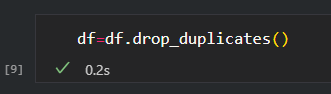 df=df.drop_duplicates()
[9]
0.2s